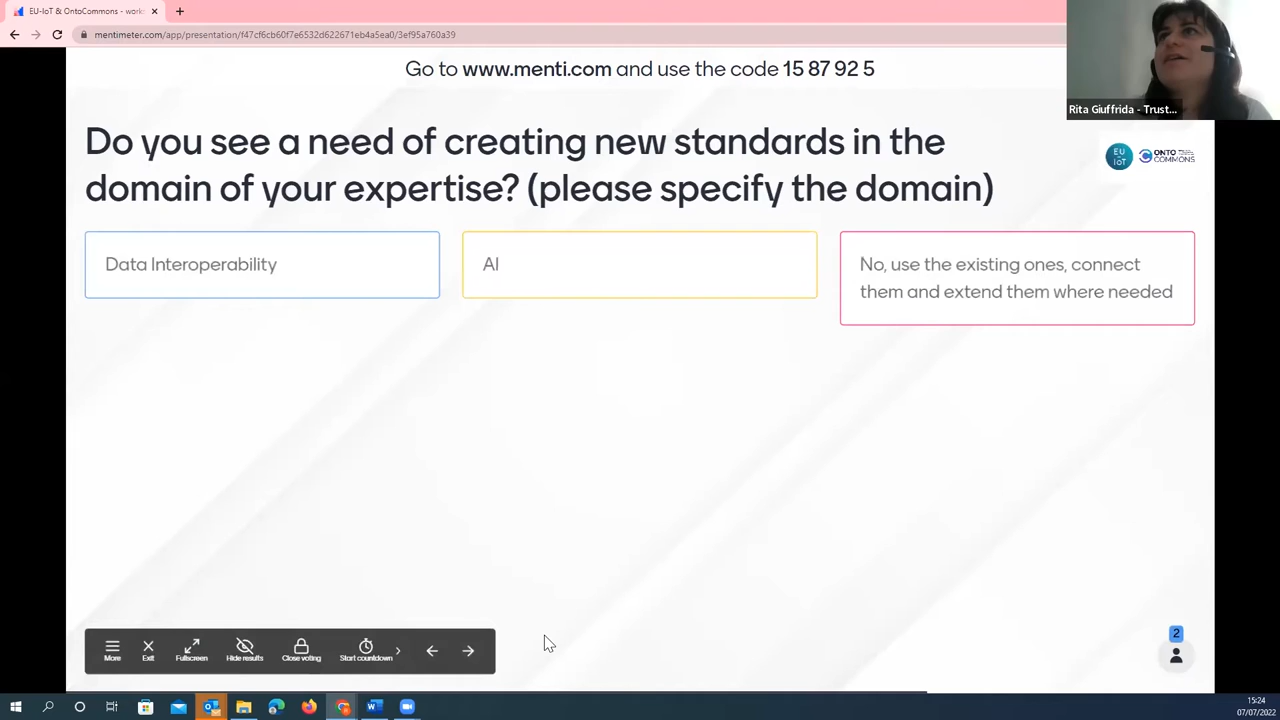 EU-IoT & OntoCommons - work
mentimeter.com/app/presentation/f47cf6cb60f7e6532d622671eb4a5ea0/3ef95a760a39
Go to www.menti.com and use the code 15 87 92 5
Rita Giuffrida - Trust...
Do you see a need of creating new standards in the
domain of your expertise? (please specify the domain)
EU
IoT
ONTO
COMMONS
Data Interoperability
AI
No, use the existing ones, connect
them and extend them where needed
2
More
Exit
Fullscreen
Hide results
Close voting
Start countdown
15:24
07/07/2022